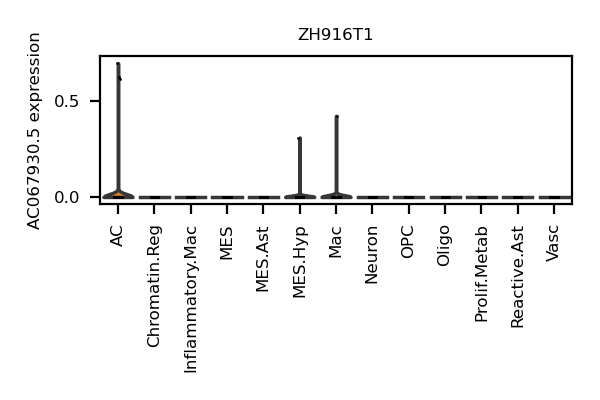 ZH916T1
AC067930.5 expression
0.5
0.0
AC
Chromatin.Reg
Inflammatory.Mac
MES
MES.Ast
MES.Hyp
Mac
Neuron
OPC
Oligo
Prolif.Metab
Reactive.Ast
Vasc